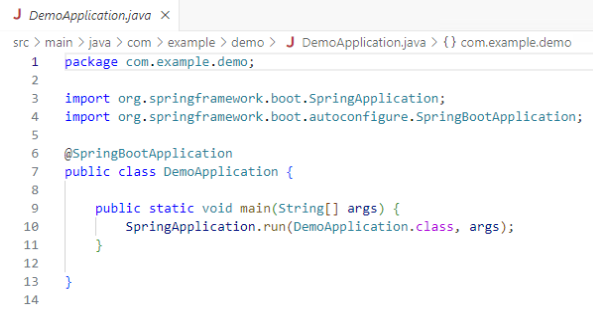 J DemoApplication.java ×
src > main > java > com > example > demo > J DemoApplication.java > {} com.example.demo
1 package com.example.demo;
2
3 import org.springframework.boot.SpringApplication;
4 import org.springframework.boot.autoconfigure.SpringBootApplication;
5
6 @SpringBootApplication
7 public class DemoApplication {
8
9     public static void main(String[] args) {
10         SpringApplication.run(DemoApplication.class, args);
11     }
12
13 }
14